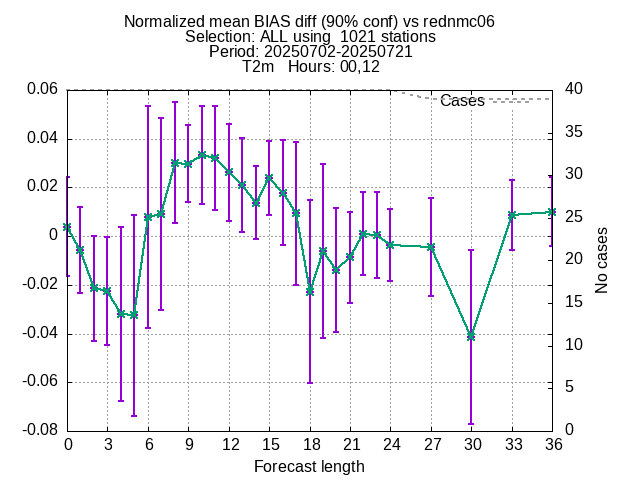 Normalized mean BIAS diff (90% conf) vs rednmc06
Selection: ALL using  1021 stations
Period: 20250702-20250721
T2m   Hours: 00,12
0.06
0.04
0.02
0
-0.02
-0.04
-0.06
-0.08
40
35
30
25
20
15
10
5
0
Cases
No cases
0 3 6 9 12 15 18 21 24 27 30 33 36
Forecast length